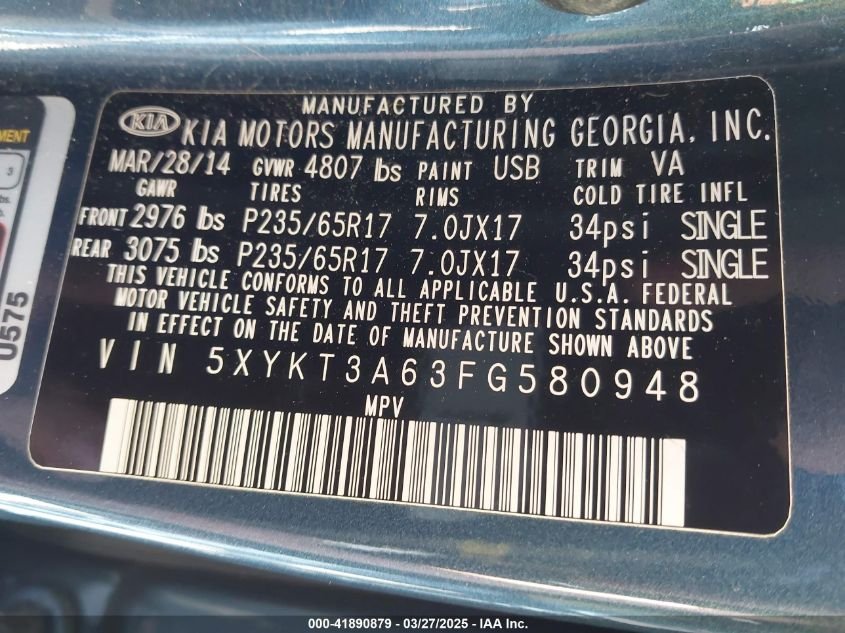 MANUFACTURED BY
KIA KIA MOTORS MANUFACTURING GEORGIA, INC.
MAR/28/14 GVWR 4807 lbs PAINT USB TRIM VA
GAWR TIRES RIMS COLD TIRE INFL
FRONT 2976 lbs P235/65R17 7.0JX17 34psi SINGLE
REAR 3075 lbs P235/65R17 7.0JX17 34psi SINGLE
THIS VEHICLE CONFORMS TO ALL APPLICABLE U.S.A. FEDERAL
MOTOR VEHICLE SAFETY AND THEFT PREVENTION STANDARDS
IN EFFECT ON THE DATE OF MANUFACTURE SHOWN ABOVE
VIN 5XYKT3A63FG580948
MPV
MENT
3
s.
b.
U575
000-41890879 / 03/27/2025 / IAA Inc.